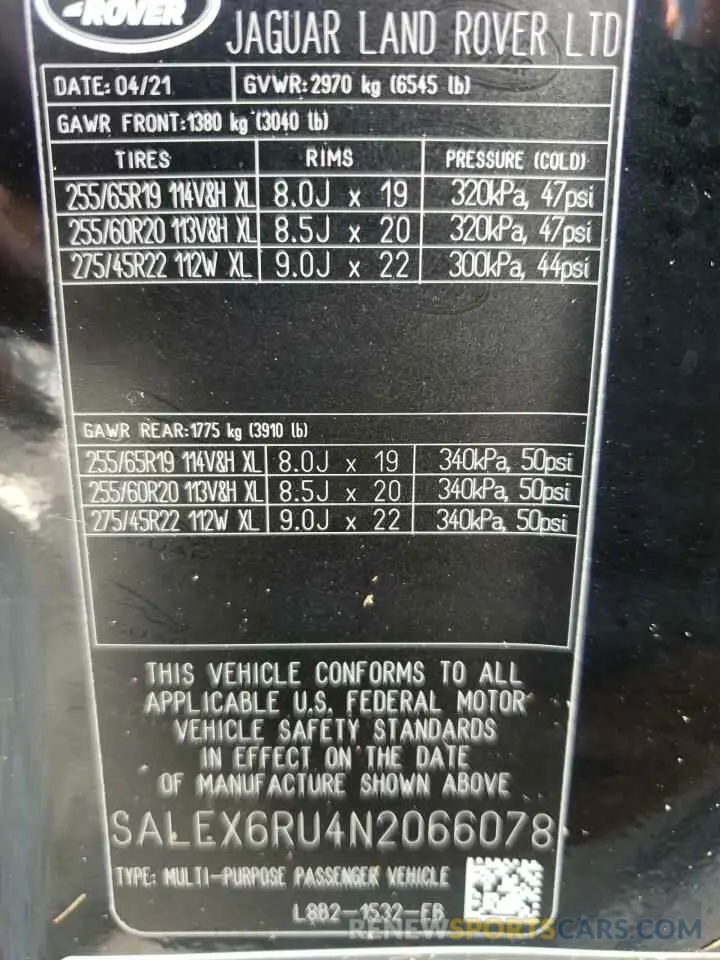 ROVER
JAGUAR LAND ROVER LTD
DATE: 04/21 GVWR: 2970 kg (6545 lb)
GAWR FRONT: 1380 kg (3040 lb)
TIRES RIMS PRESSURE (COLD)
255/65R19 114V&H XL 8.0J x 19 320kPa, 47psi
255/60R20 113V&H XL 8.5J x 20 320kPa, 47psi
275/45R22 112W XL 9.0J x 22 300kPa, 44psi
GAWR REAR: 1775 kg (3910 lb)
255/65R19 114V&H XL 8.0J x 19 340kPa, 50psi
255/60R20 113V&H XL 8.5J x 20 340kPa, 50psi
275/45R22 112W XL 9.0J x 22 340kPa, 50psi
THIS VEHICLE CONFORMS TO ALL
APPLICABLE U.S. FEDERAL MOTOR
VEHICLE SAFETY STANDARDS
IN EFFECT ON THE DATE
OF MANUFACTURE SHOWN ABOVE
SALEX6RU4N2066078
TYPE: MULTI-PURPOSE PASSENGER VEHICLE
L8B2-1532-EB
RENEWSPORTSCARS.COM